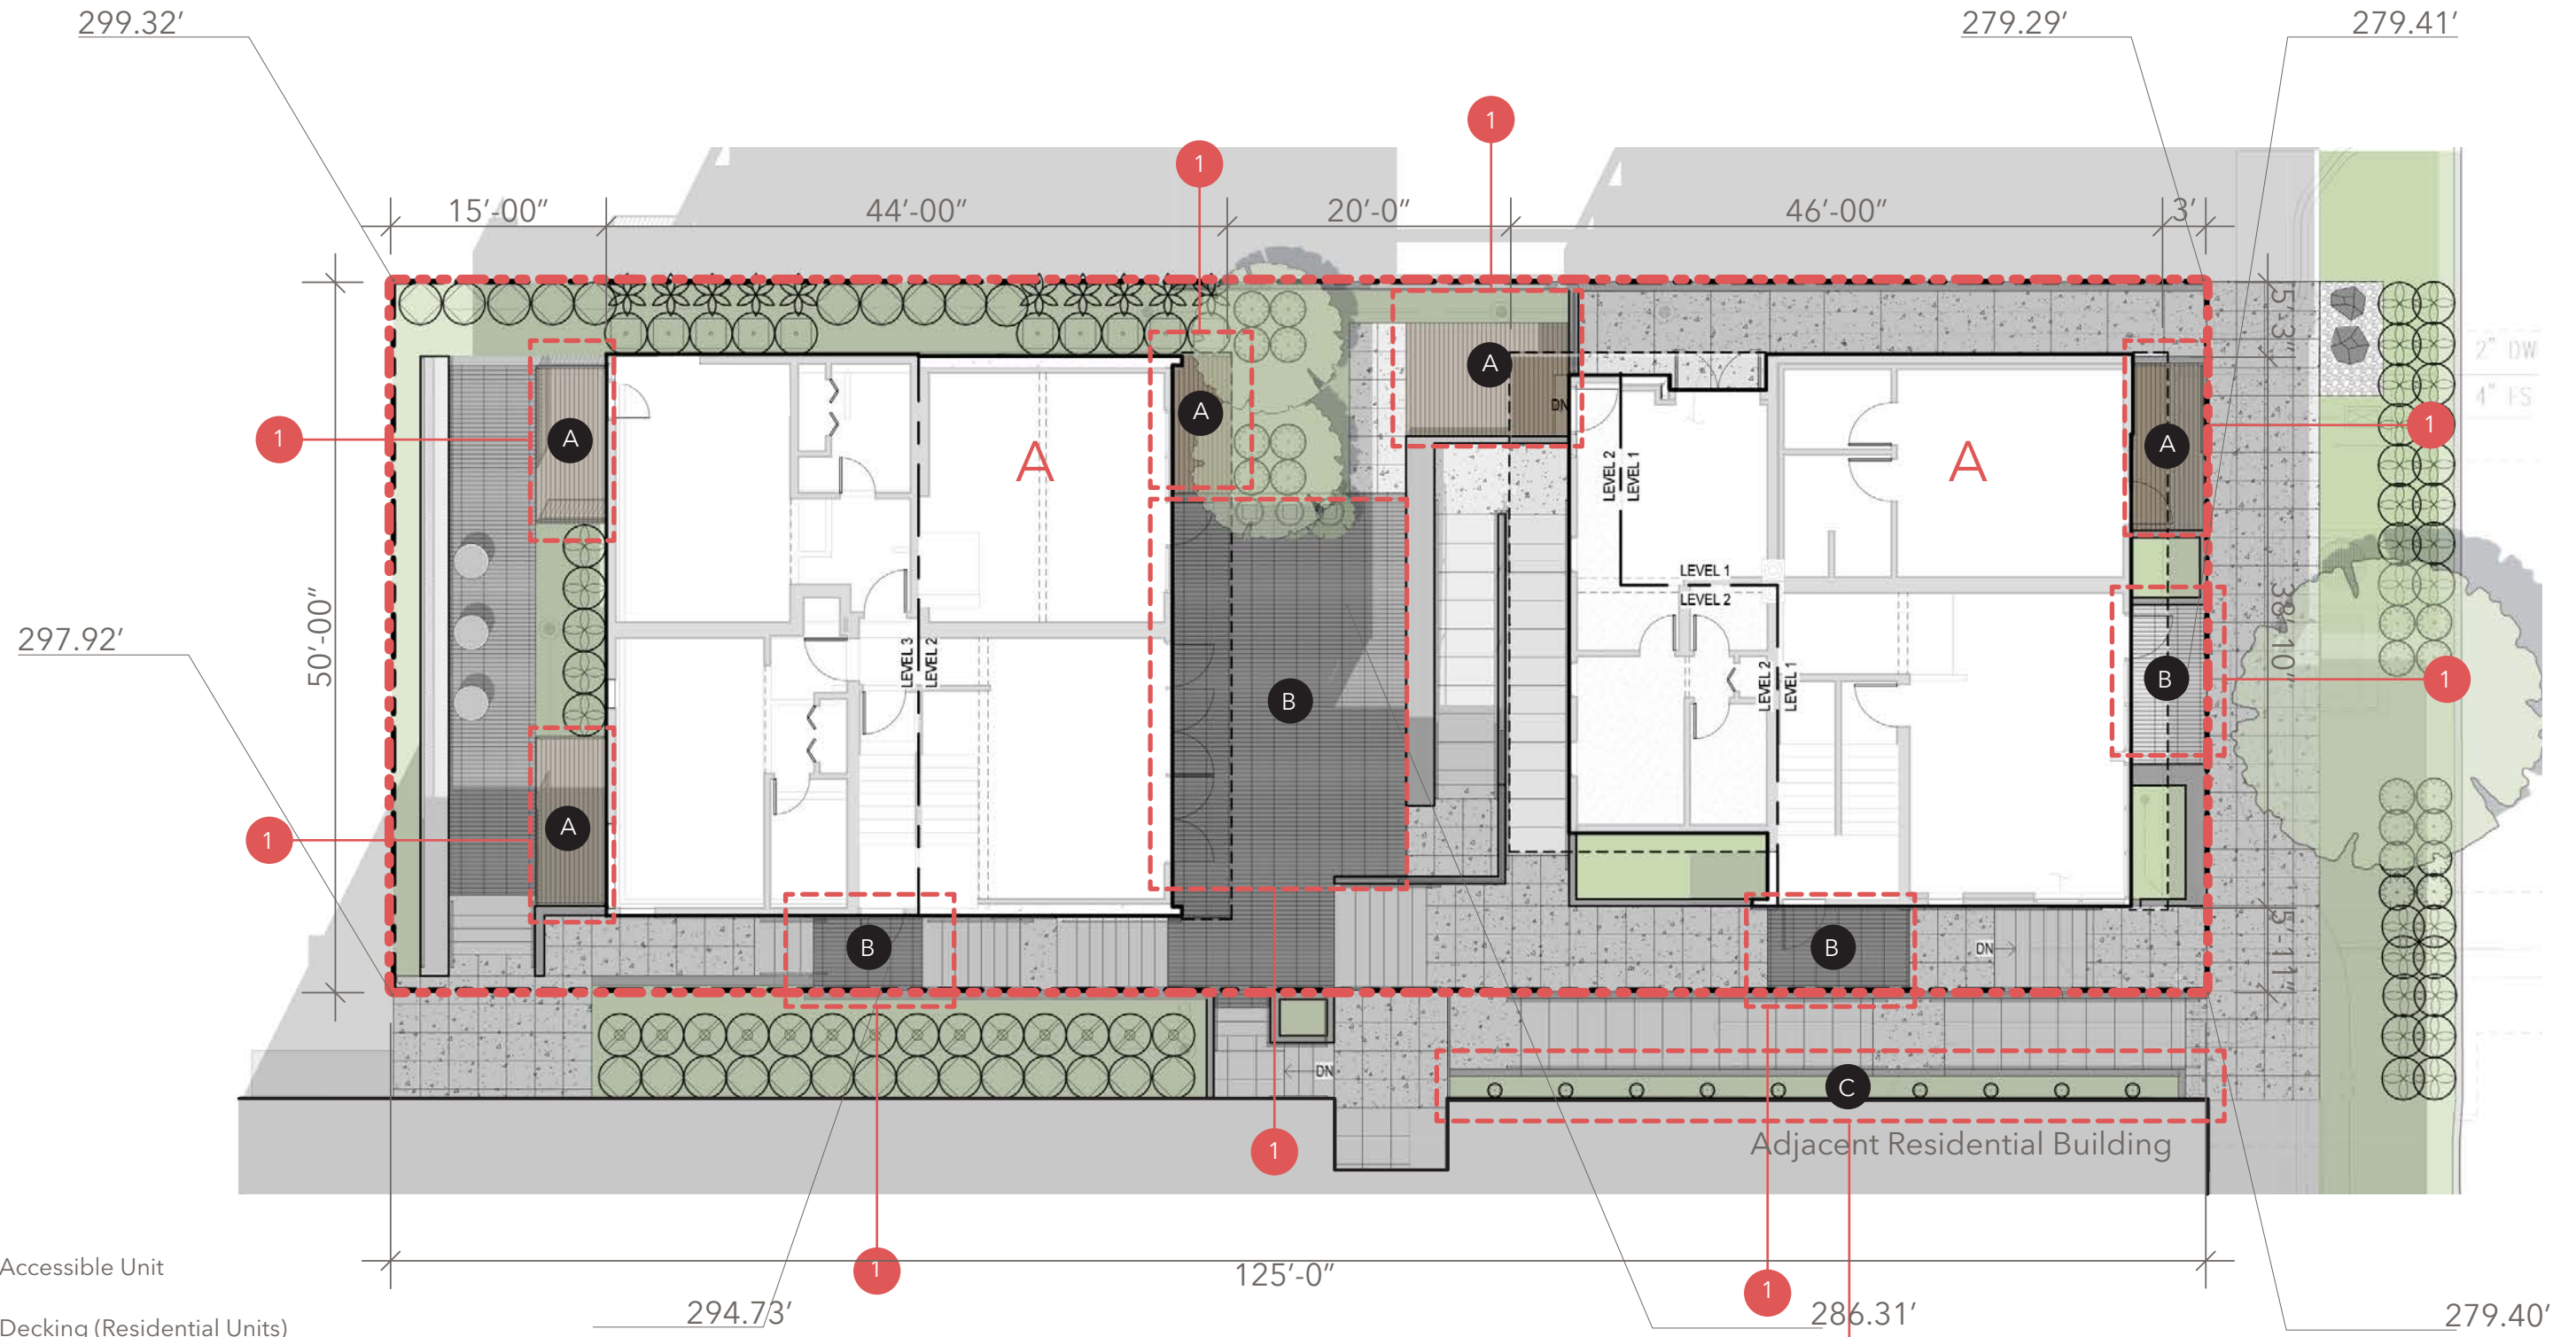 299.32’
279.29’
279.41’
1
1
15’-00”
44’-00”
20’-0”
46’-00”
3’
5’-3”
2” DW
4” FS
A
DN
A
1
A
A
A
A
1
LEVEL 2
LEVEL 1
LEVEL 1
LEVEL 2
50’-00”
297.92’
LEVEL 3
LEVEL 2
B
LEVEL 2
LEVEL 1
B
1
38’-10”
1
A
B
B
DN
5’-11”
DN
C
1
Adjacent Residential Building
Accessible Unit
1
125’-0”
1
294.73’
286.31’
279.40’
Decking (Residential Units)